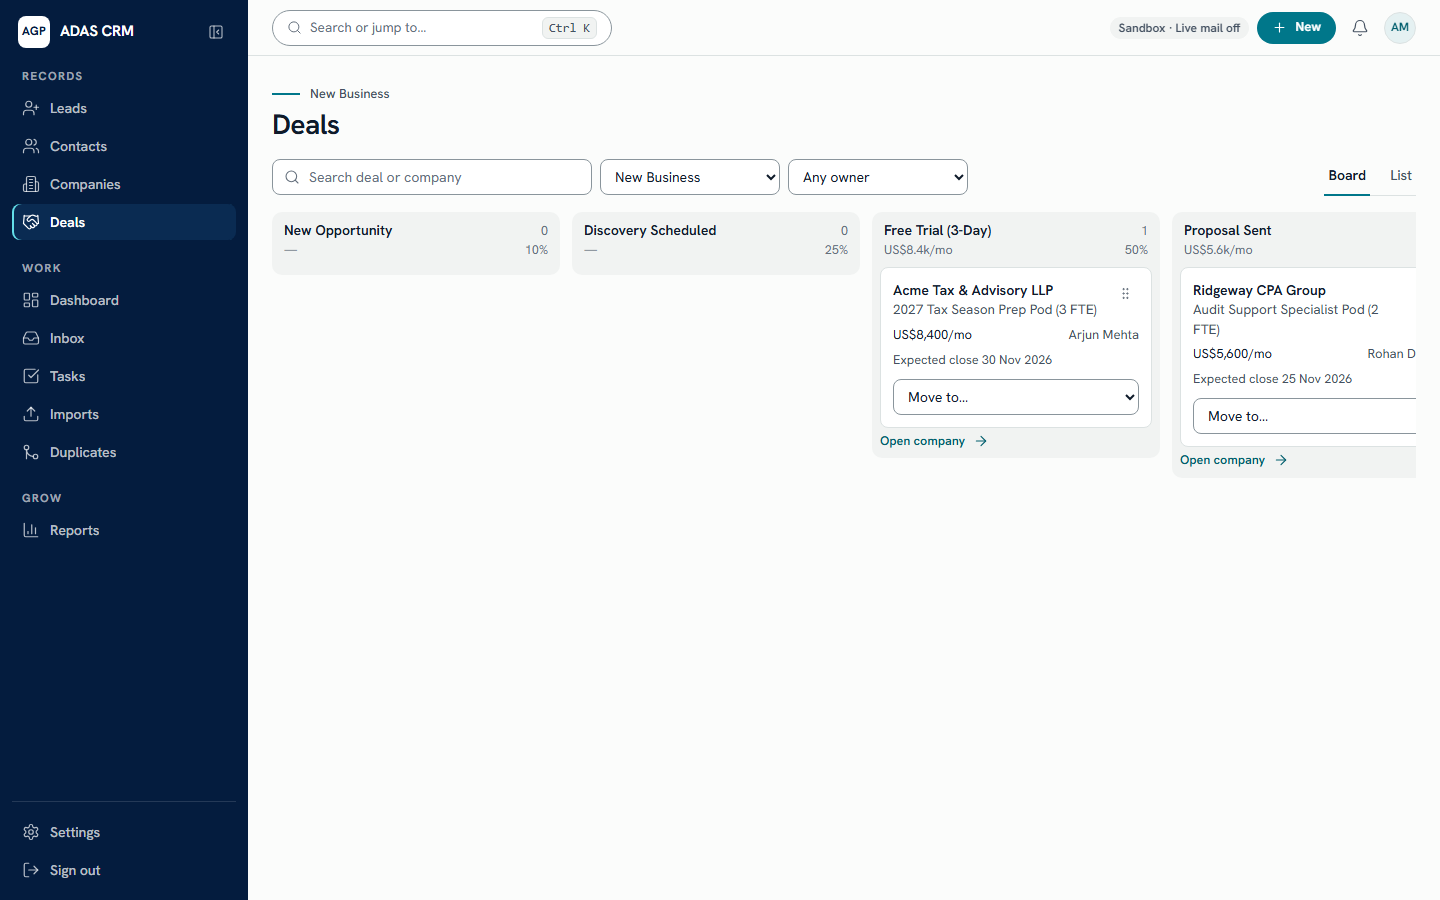 AGP ADAS CRM
RECORDS
Leads
Contacts
Companies
Deals
WORK
Dashboard
Inbox
Tasks
Imports
Duplicates
GROW
Reports
Settings
Sign out
Search or jump to... Ctrl K
Sandbox · Live mail off
+ New
AM
New Business
Deals
Search deal or company
New Business
Any owner
Board List
New Opportunity 0
— 10%
Discovery Scheduled 0
— 25%
Free Trial (3-Day) 1
US$8.4k/mo 50%
Acme Tax & Advisory LLP
2027 Tax Season Prep Pod (3 FTE)
US$8,400/mo Arjun Mehta
Expected close 30 Nov 2026
Move to...
Open company →
Proposal Sent
US$5.6k/mo
Ridgeway CPA Group
Audit Support Specialist Pod (2
FTE)
US$5,600/mo Rohan D
Expected close 25 Nov 2026
Move to...
Open company →